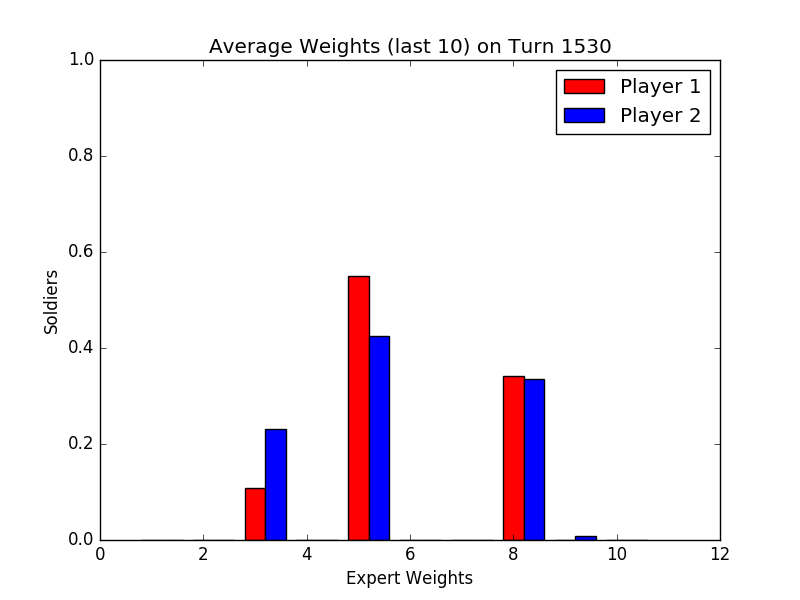 Average Weights (last 10) on Turn 1530
1.0
Player 1
Player 2
0.8
0.6
Soldiers
0.4
0.2
0.0
0 2 4 6 8 10 12
Expert Weights